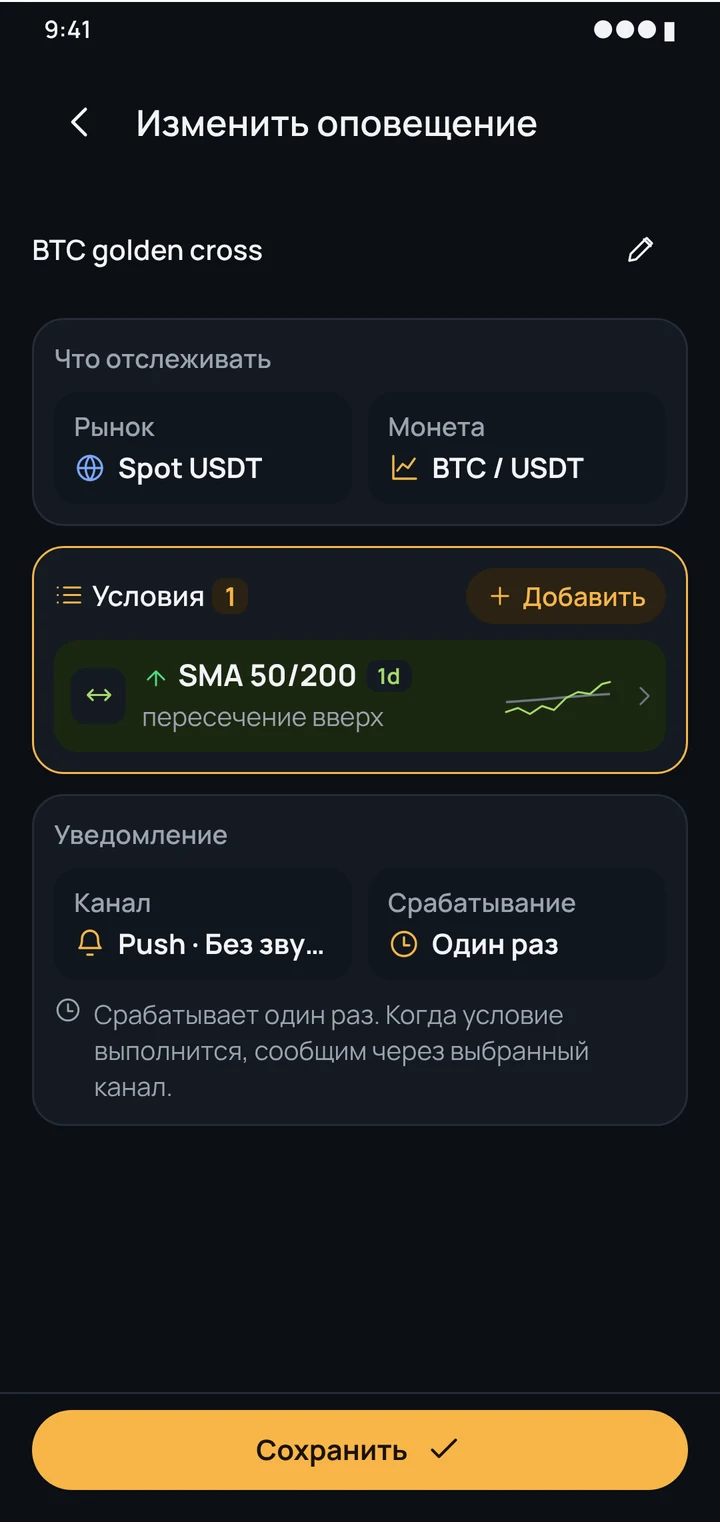 9:41
Изменить оповещение
BTC golden cross
Что отслеживать
Рынок
Spot USDT
Монета
BTC / USDT
Условия 1
+ Добавить
SMA 50/200 1d
пересечение вверх
Уведомление
Канал
Push · Без зву...
Срабатывание
Один раз
Срабатывает один раз. Когда условие
выполнится, сообщим через выбранный
канал.
Сохранить